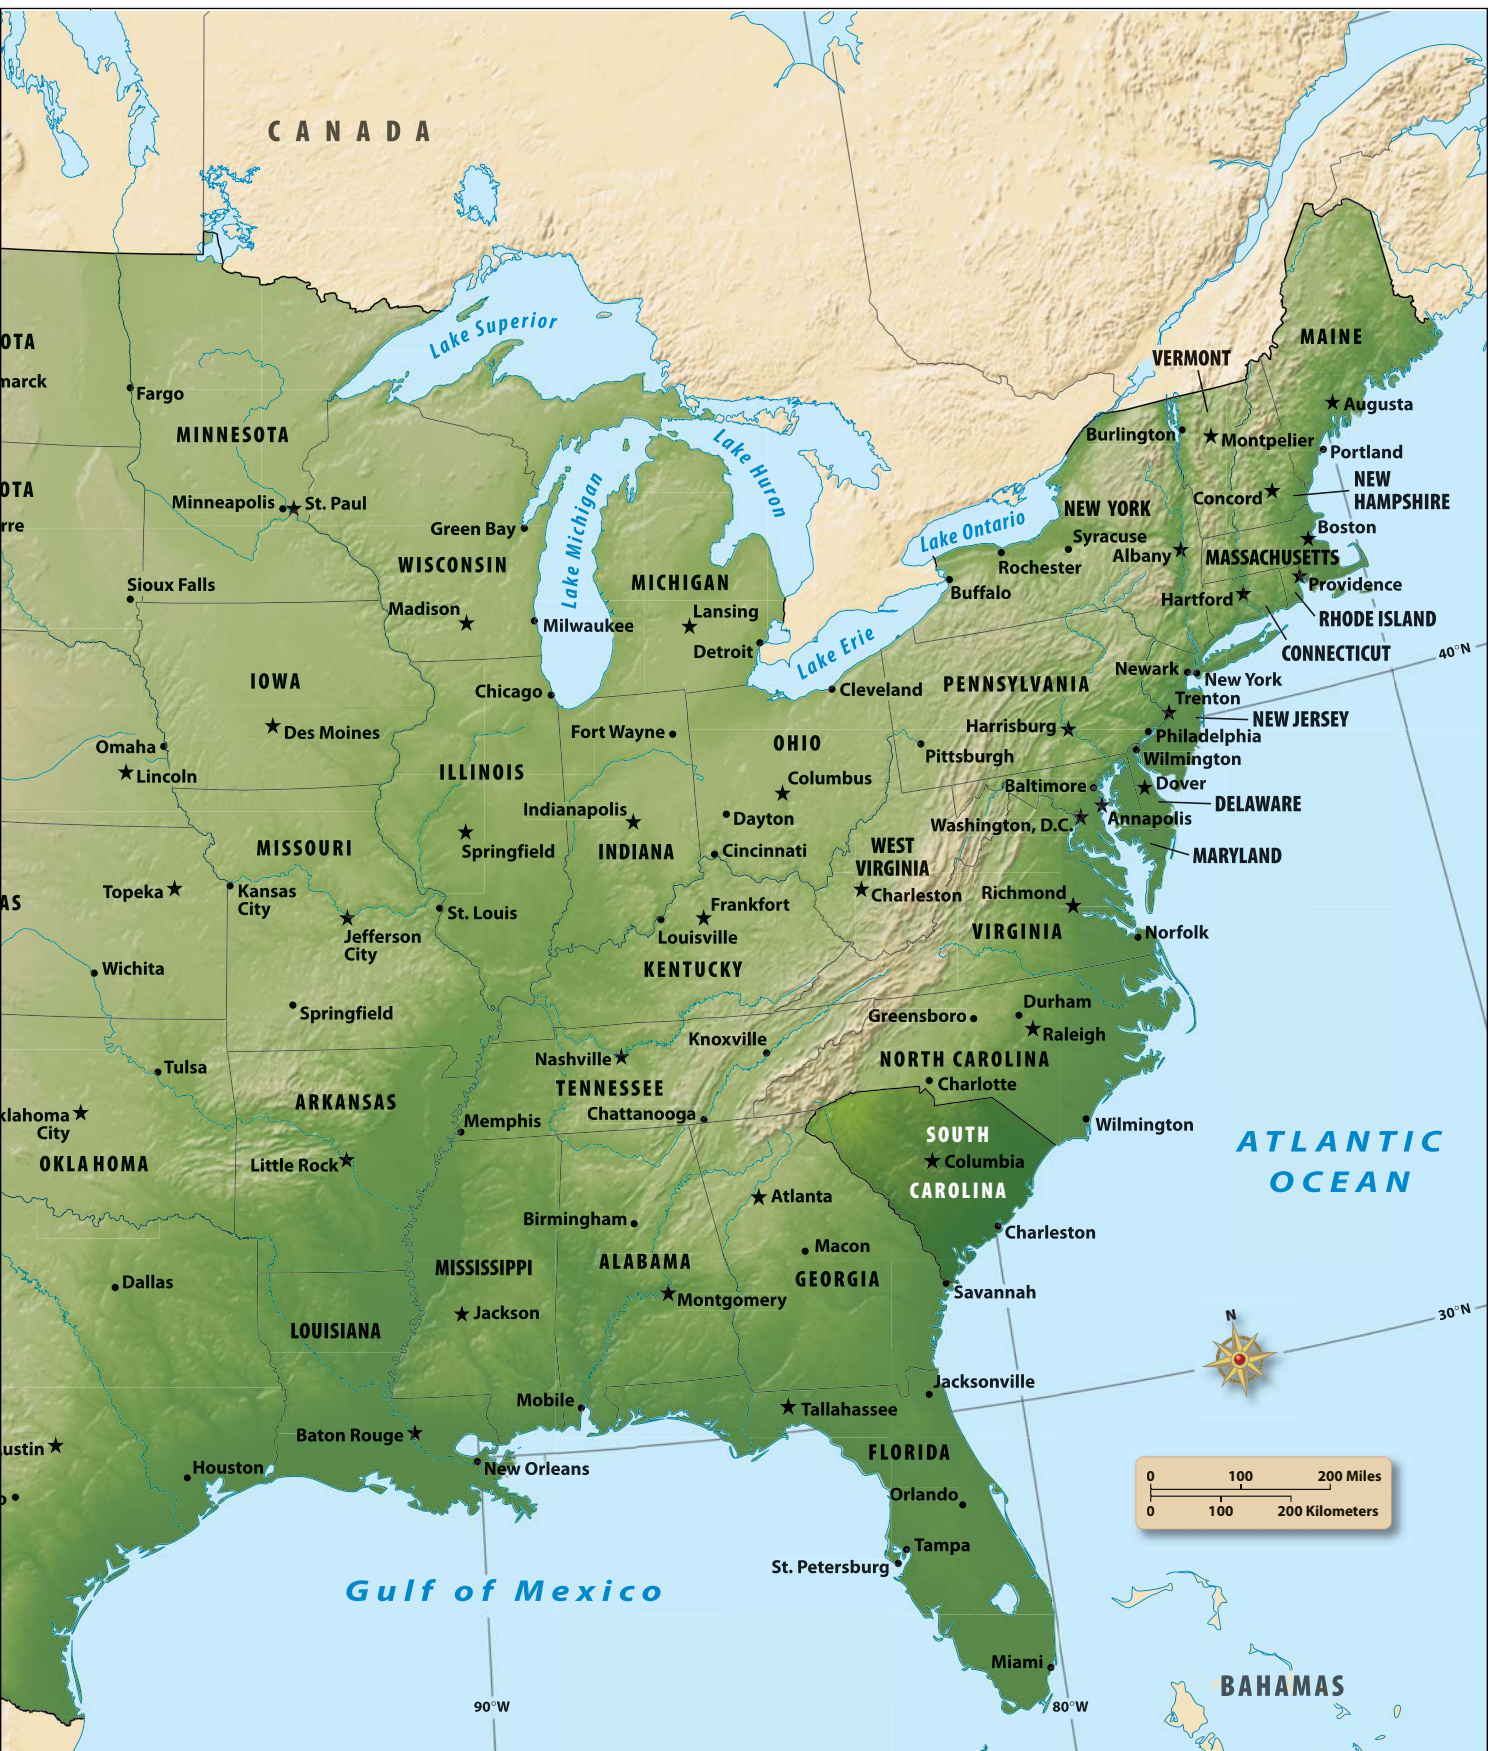 CANADA
Lake Superior
OTA
marck
Fargo
MINNESOTA
OTA
rre
Minneapolis
St. Paul
Green Bay
WISCONSIN
Lake Michigan
Lake Huron
MICHIGAN
Sioux Falls
Madison
Milwaukee
Lansing
Detroit
Lake Erie
Lake Ontario
VERMONT
MAINE
Augusta
Burlington
Montpelier
Portland
NEW
HAMPSHIRE
Concord
NEW YORK
Syracuse
Albany
Rochester
Buffalo
Boston
MASSACHUSETTS
Providence
Hartford
RHODE ISLAND
CONNECTICUT
40°N
IOWA
Des Moines
Omaha
Lincoln
Chicago
Fort Wayne
Cleveland
PENNSYLVANIA
Newark
New York
Trenton
NEW JERSEY
Harrisburg
Philadelphia
Pittsburgh
Wilmington
OHIO
Columbus
ILLINOIS
Indianapolis
Dayton
Baltimore
Dover
DELAWARE
Annapolis
Washington, D.C.
MARYLAND
Springfield
INDIANA
Cincinnati
WEST
VIRGINIA
Charleston
MISSOURI
Topeka
Kansas
City
AS
Jefferson
City
St. Louis
Frankfort
Louisville
KENTUCKY
Richmond
VIRGINIA
Norfolk
Wichita
Springfield
Durham
Greensboro
Raleigh
Knoxville
Nashville
TENNESSEE
NORTH CAROLINA
Charlotte
Tulsa
klahoma
City
OKLAHOMA
ARKANSAS
Memphis
Chattanooga
Little Rock
Wilmington
SOUTH
Columbia
CAROLINA
Charleston
ATLANTIC
OCEAN
Atlanta
Birmingham
Macon
ALABAMA
GEORGIA
Savannah
MISSISSIPPI
Dallas
Jackson
Montgomery
LOUISIANA
N
30°N
Jacksonville
Mobile
Tallahassee
ustin
Baton Rouge
FLORIDA
Houston
New Orleans
o
Orlando
Tampa
St. Petersburg
0 100 200 Miles
0 100 200 Kilometers
Gulf of Mexico
Miami
BAHAMAS
90°W
80°W